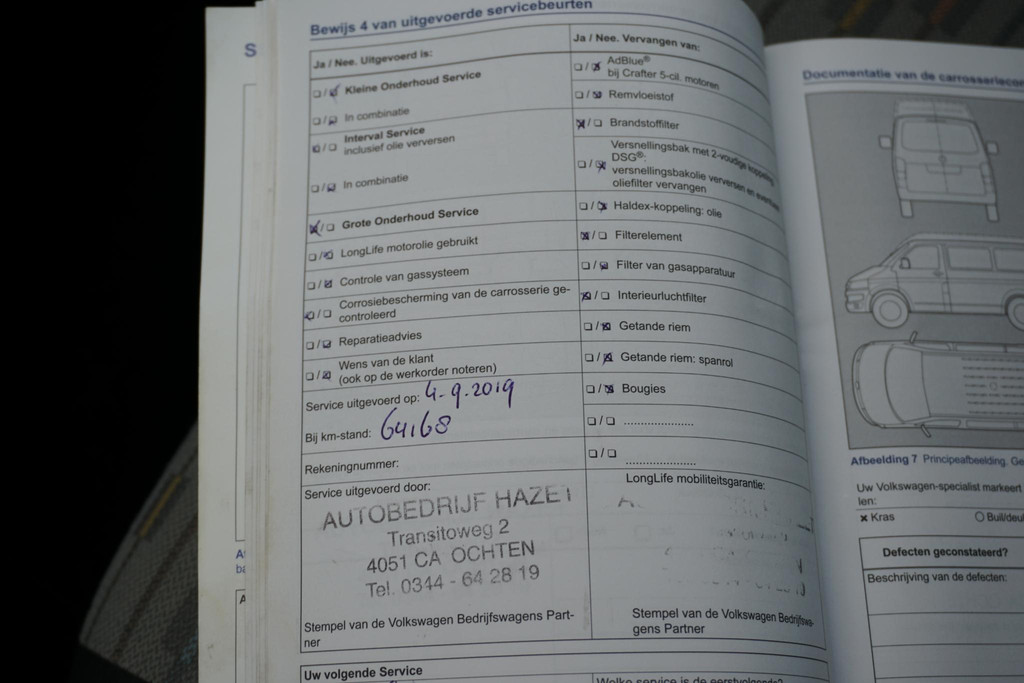 S
Bewijs 4 van uitgevoerde servicebeurten
Ja / Nee. Uitgevoerd is:
Kleine Onderhoud Service
In combinatie
Interval Service
inclusief olie verversen
In combinatie
Grote Onderhoud Service
LongLife motorolie gebruikt
Controle van gassysteem
Corrosiebescherming van de carrosserie ge-
controleerd
Reparatieadvies
Wens van de klant
(ook op de werkorder noteren)
Service uitgevoerd op: 4-9-2019
Bij km-stand: 64168
Rekeningnummer:
Service uitgevoerd door:
AUTOBEDRIJF HAZET
Transitoweg 2
4051 CA OCHTEN
Tel. 0344 - 64 28 19
Stempel van de Volkswagen Bedrijfswagens Part-
ner
Ja / Nee. Vervangen van:
AdBlue®
bij Crafter 5-cil. motoren
Remvloeistof
Brandstoffilter
Versnellingsbak met 2-voudige koppeling
DSG®:
versnellingsbakolie verversen en eventueel
oliefilter vervangen
Haldex-koppeling: olie
Filterelement
Filter van gasapparatuur
Interieurluchtfilter
Getande riem
Getande riem: spanrol
Bougies
LongLife mobiliteitsgarantie:
Stempel van de Volkswagen Bedrijfswa-
gens Partner
Uw volgende Service
Welke service is de eerstvolgende?
Documentatie van de
Afbeelding 7 Principeafbeelding.
Uw Volkswagen-specialist markeert
len:
Kras
Defecten geconstateerd?
Beschrijving van de defecten: